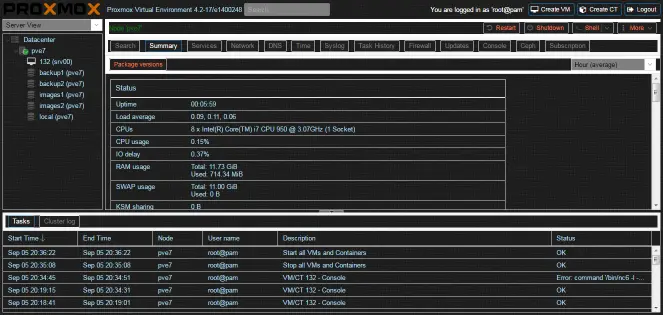 PROXMOX Proxmox Virtual Environment 4.2-17/e1400248 Search You are logged in as 'root@pam' Create VM Create CT Logout
Server View
node pve7 Restart Shutdown Shell More
Datacenter
pve7
132 (srv00)
backup1 (pve7)
backup2 (pve7)
images1 (pve7)
images2 (pve7)
local (pve7)
Search Summary Services Network DNS Time Syslog Task History Firewall Updates Console Ceph Subscription
Package versions Hour (average)
Status
Uptime 00:05:59
Load average 0.09, 0.11, 0.06
CPUs 8 x Intel(R) Core(TM) i7 CPU 950 @ 3.07GHz (1 Socket)
CPU usage 0.15%
IO delay 0.37%
RAM usage Total: 11.73 GiB
Used: 714.34 MiB
SWAP usage Total: 11.00 GiB
Used: 0 B
KSM sharing 0 B
Tasks Cluster log
Start Time ↓ End Time Node User name Description Status
Sep 05 20:36:22 Sep 05 20:36:22 pve7 root@pam Start all VMs and Containers OK
Sep 05 20:35:08 Sep 05 20:35:08 pve7 root@pam Stop all VMs and Containers OK
Sep 05 20:34:45 Sep 05 20:34:51 pve7 root@pam VM/CT 132 - Console Error: command '/bin/nc6 -l -...
Sep 05 20:19:15 Sep 05 20:34:31 pve7 root@pam VM/CT 132 - Console OK
Sep 05 20:18:41 Sep 05 20:19:01 pve7 root@pam VM/CT 132 - Console OK